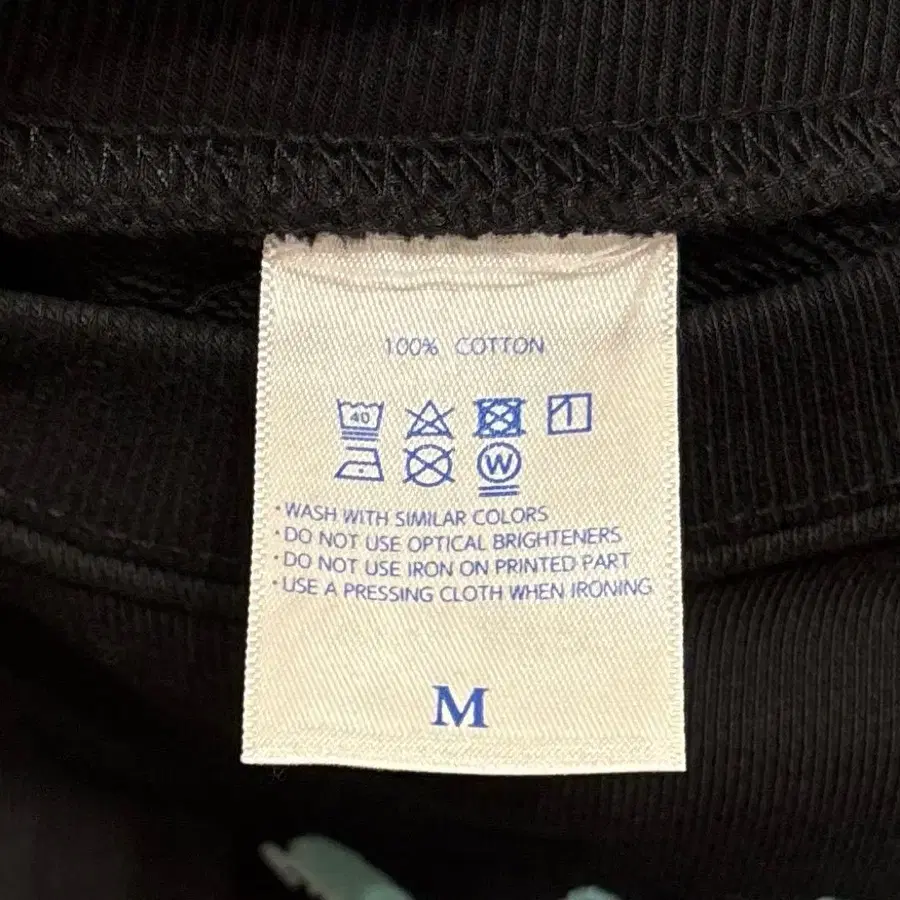 100% COTTON
40
W
• WASH WITH SIMILAR COLORS
• DO NOT USE OPTICAL BRIGHTENERS
• DO NOT USE IRON ON PRINTED PART
• USE A PRESSING CLOTH WHEN IRONING
M